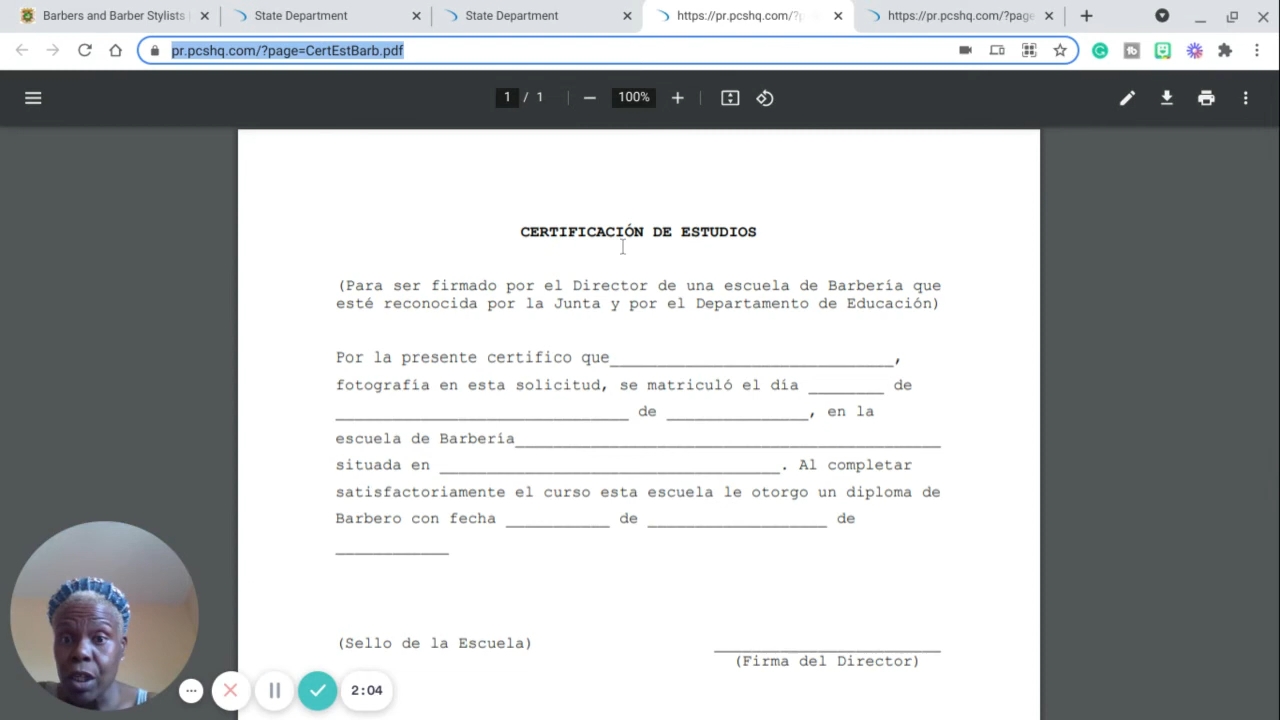 Barbers and Barber Stylists
State Department
State Department
https://pr.pcshq.com/?p
https://pr.pcshq.com/?page
pr.pcshq.com/?page=CertEstBarb.pdf
1 / 1
100%
CERTIFICACIÓN DE ESTUDIOS
(Para ser firmado por el Director de una escuela de Barbería que
esté reconocida por la Junta y por el Departamento de Educación)
Por la presente certifico que______________________________,
fotografía en esta solicitud, se matriculó el día ________ de
_______________________________ de _______________, en la
escuela de Barbería_____________________________________________
situada en ____________________________________. Al completar
satisfactoriamente el curso esta escuela le otorgo un diploma de
Barbero con fecha ___________ de ___________________ de
____________
(Sello de la Escuela)
________________________
(Firma del Director)
2:04